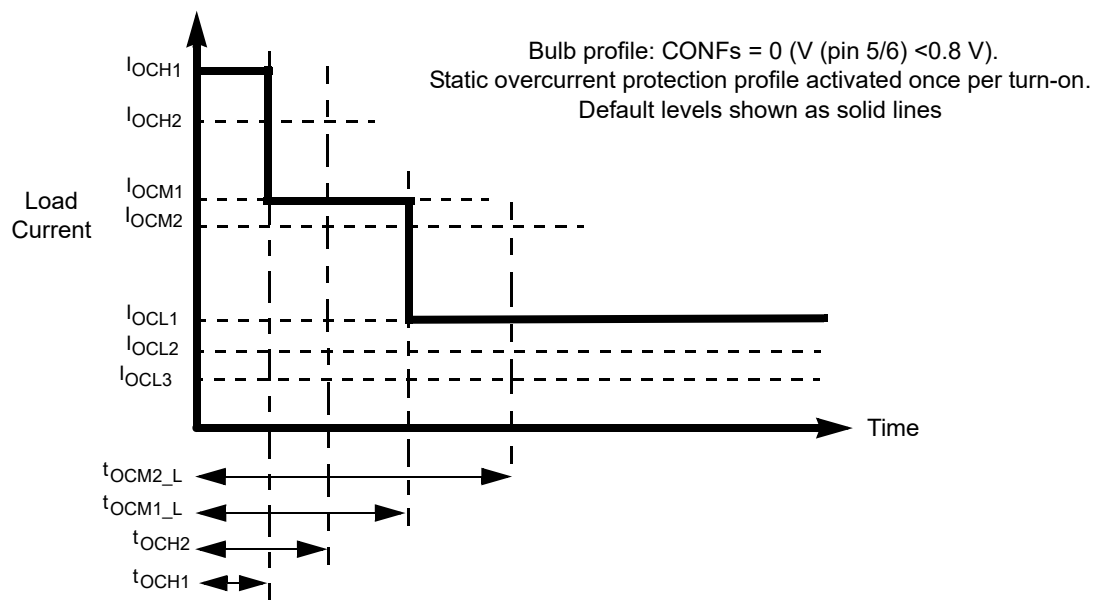 Bulb profile: CONFs = 0 (V (pin 5/6) <0.8 V).
Static overcurrent protection profile activated once per turn-on.
Default levels shown as solid lines
IOCH1
IOCH2
IOCM1
IOCM2
Load
Current
IOCL1
IOCL2
IOCL3
Time
tOCM2_L
tOCM1_L
tOCH2
tOCH1